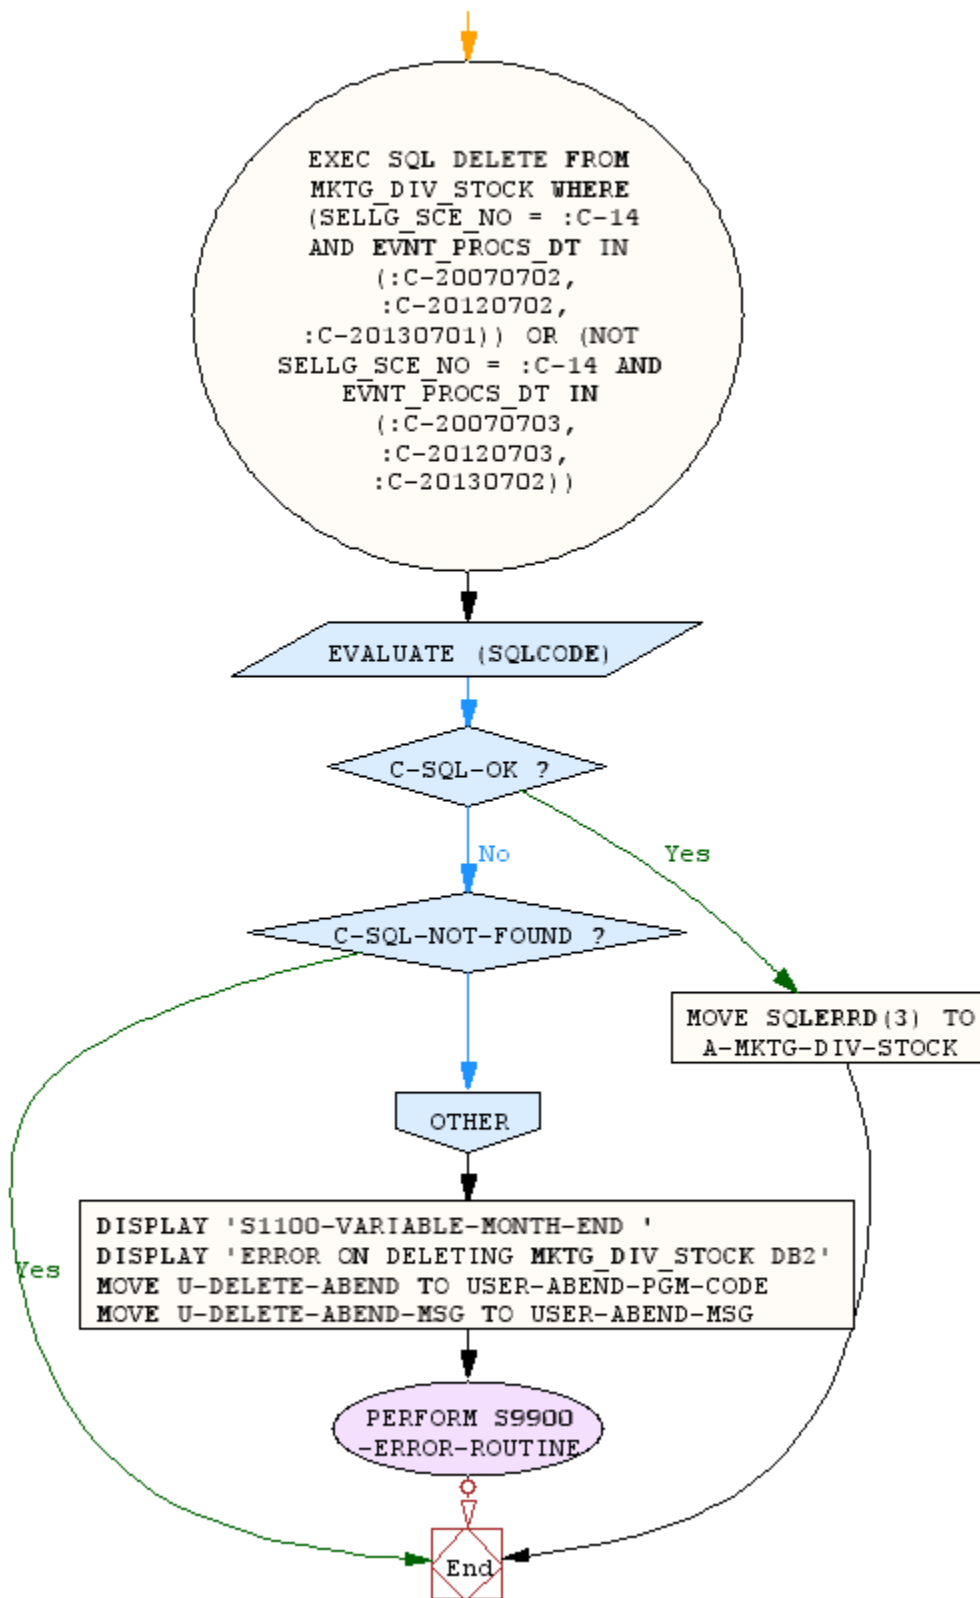 EXEC SQL DELETE FROM
MKTG_DIV_STOCK WHERE
(SELLG_SCE_NO = :C-14
AND EVNT_PROCS_DT IN
(:C-20070702,
:C-20120702,
:C-20130701)) OR (NOT
SELLG_SCE_NO = :C-14 AND
EVNT_PROCS_DT IN
(:C-20070703,
:C-20120703,
:C-20130702))
EVALUATE (SQLCODE)
C-SQL-OK ?
No
Yes
C-SQL-NOT-FOUND ?
MOVE SQLERRD(3) TO
A-MKTG-DIV-STOCK
OTHER
DISPLAY 'S1100-VARIABLE-MONTH-END '
DISPLAY 'ERROR ON DELETING MKTG_DIV_STOCK DB2'
MOVE U-DELETE-ABEND TO USER-ABEND-PGM-CODE
MOVE U-DELETE-ABEND-MSG TO USER-ABEND-MSG
Yes
PERFORM S9900
-ERROR-ROUTINE
End